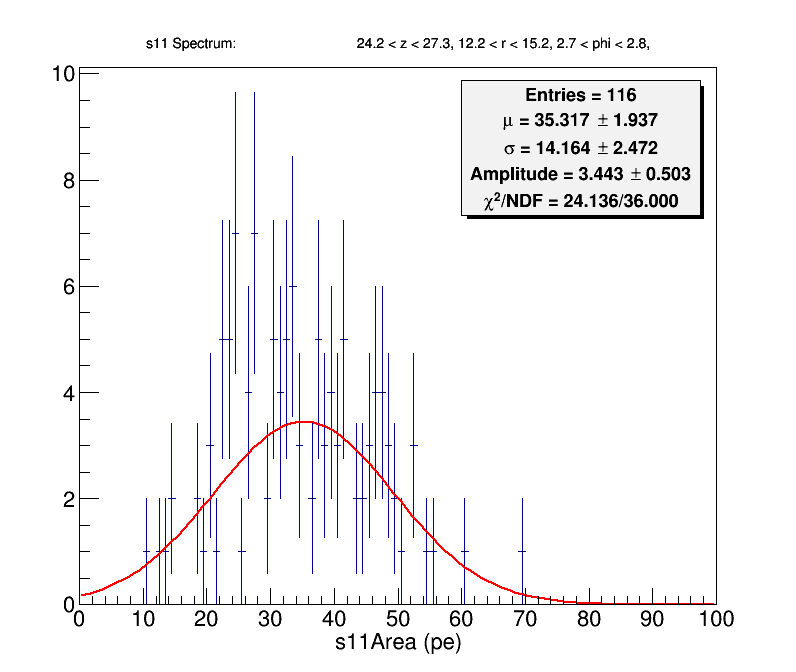 s11 Spectrum: 24.2 < z < 27.3, 12.2 < r < 15.2, 2.7 < phi < 2.8,
Entries = 116
μ = 35.317 ± 1.937
σ = 14.164 ± 2.472
Amplitude = 3.443 ± 0.503
χ²/NDF = 24.136/36.000
10
8
6
4
2
0
0 10 20 30 40 50 60 70 80 90 100
s11Area (pe)